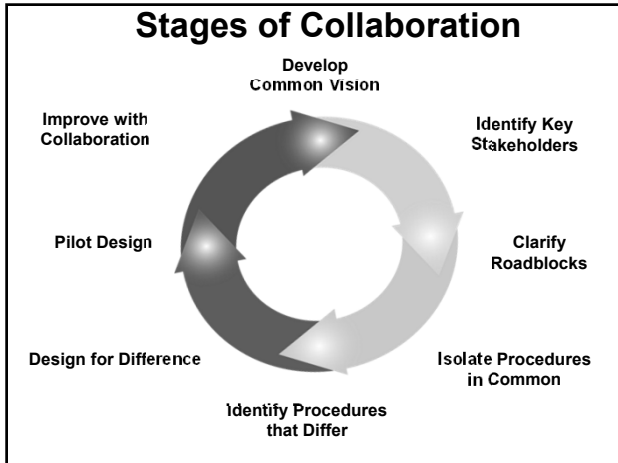 Stages of Collaboration
Develop
Common Vision
Identify Key
Stakeholders
Clarify
Roadblocks
Isolate Procedures
in Common
Identify Procedures
that Differ
Design for Difference
Pilot Design
Improve with
Collaboration